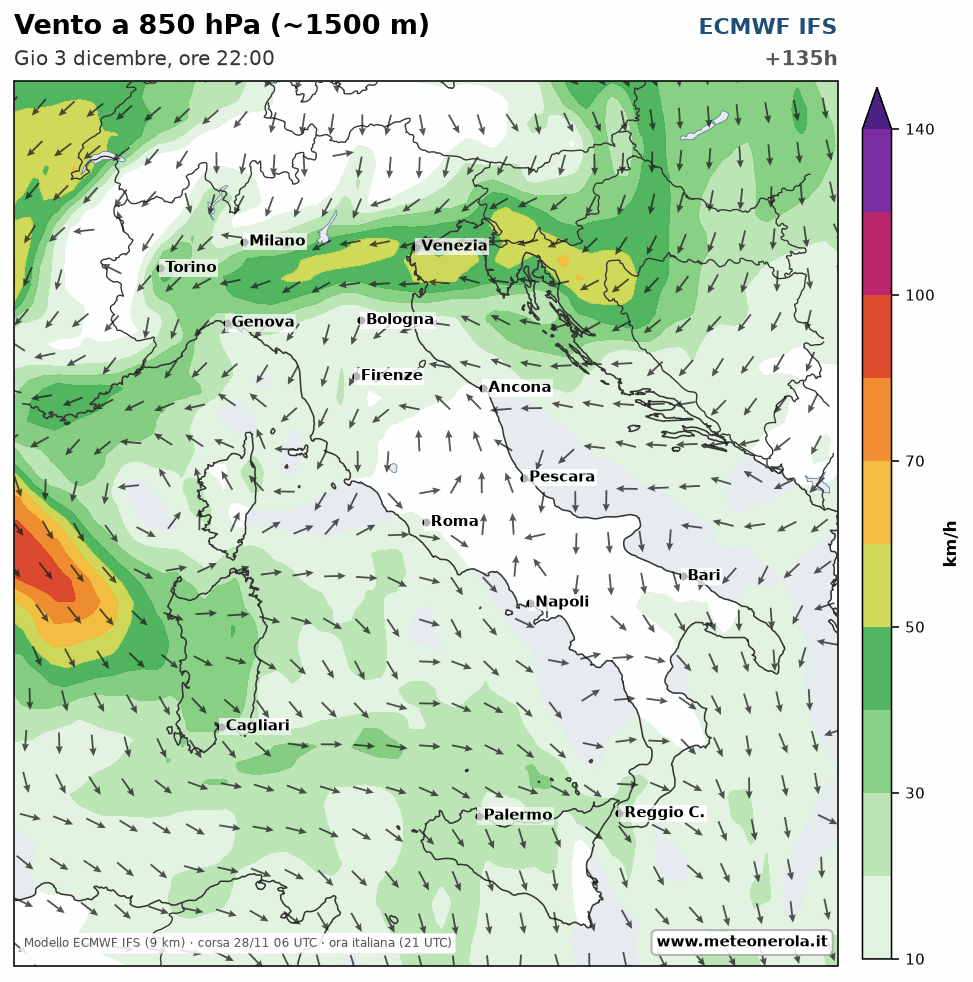 Vento a 850 hPa (~1500 m)
ECMWF IFS
Gio 3 dicembre, ore 22:00
+135h
140
Milano
Venezia
Torino
100
Genova
Bologna
Firenze
Ancona
70
Pescara
Roma
km/h
Bari
Napoli
50
Cagliari
30
Palermo
Reggio C.
Modello ECMWF IFS (9 km) · corsa 28/11 06 UTC · ora italiana (21 UTC)
www.meteonerola.it
10